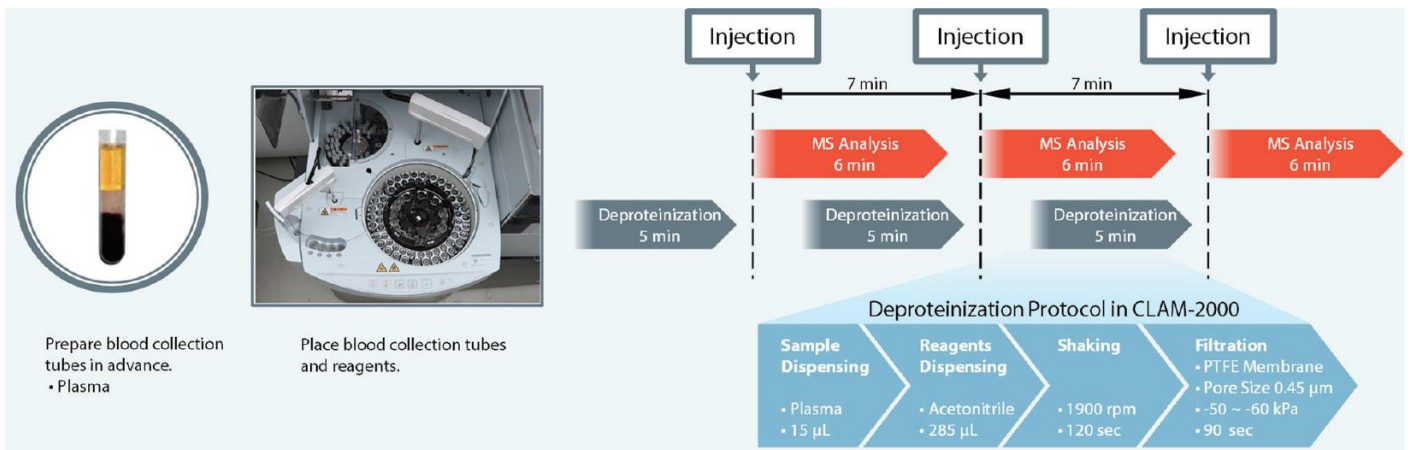 Injection
Injection
Injection
7 min
7 min
MS Analysis
6 min
MS Analysis
6 min
MS Analysis
6 min
Deproteinization
5 min
Deproteinization
5 min
Deproteinization
5 min
Prepare blood collection
tubes in advance.
• Plasma
Place blood collection tubes
and reagents.
Deproteinization Protocol in CLAM-2000
Sample
Dispensing
• Plasma
• 15 µL
Reagents
Dispensing
• Acetonitrile
• 285 µL
Shaking
• 1900 rpm
• 120 sec
Filtration
• PTFE Membrane
• Pore Size 0.45 µm
• -50 ~ -60 kPa
• 90 sec